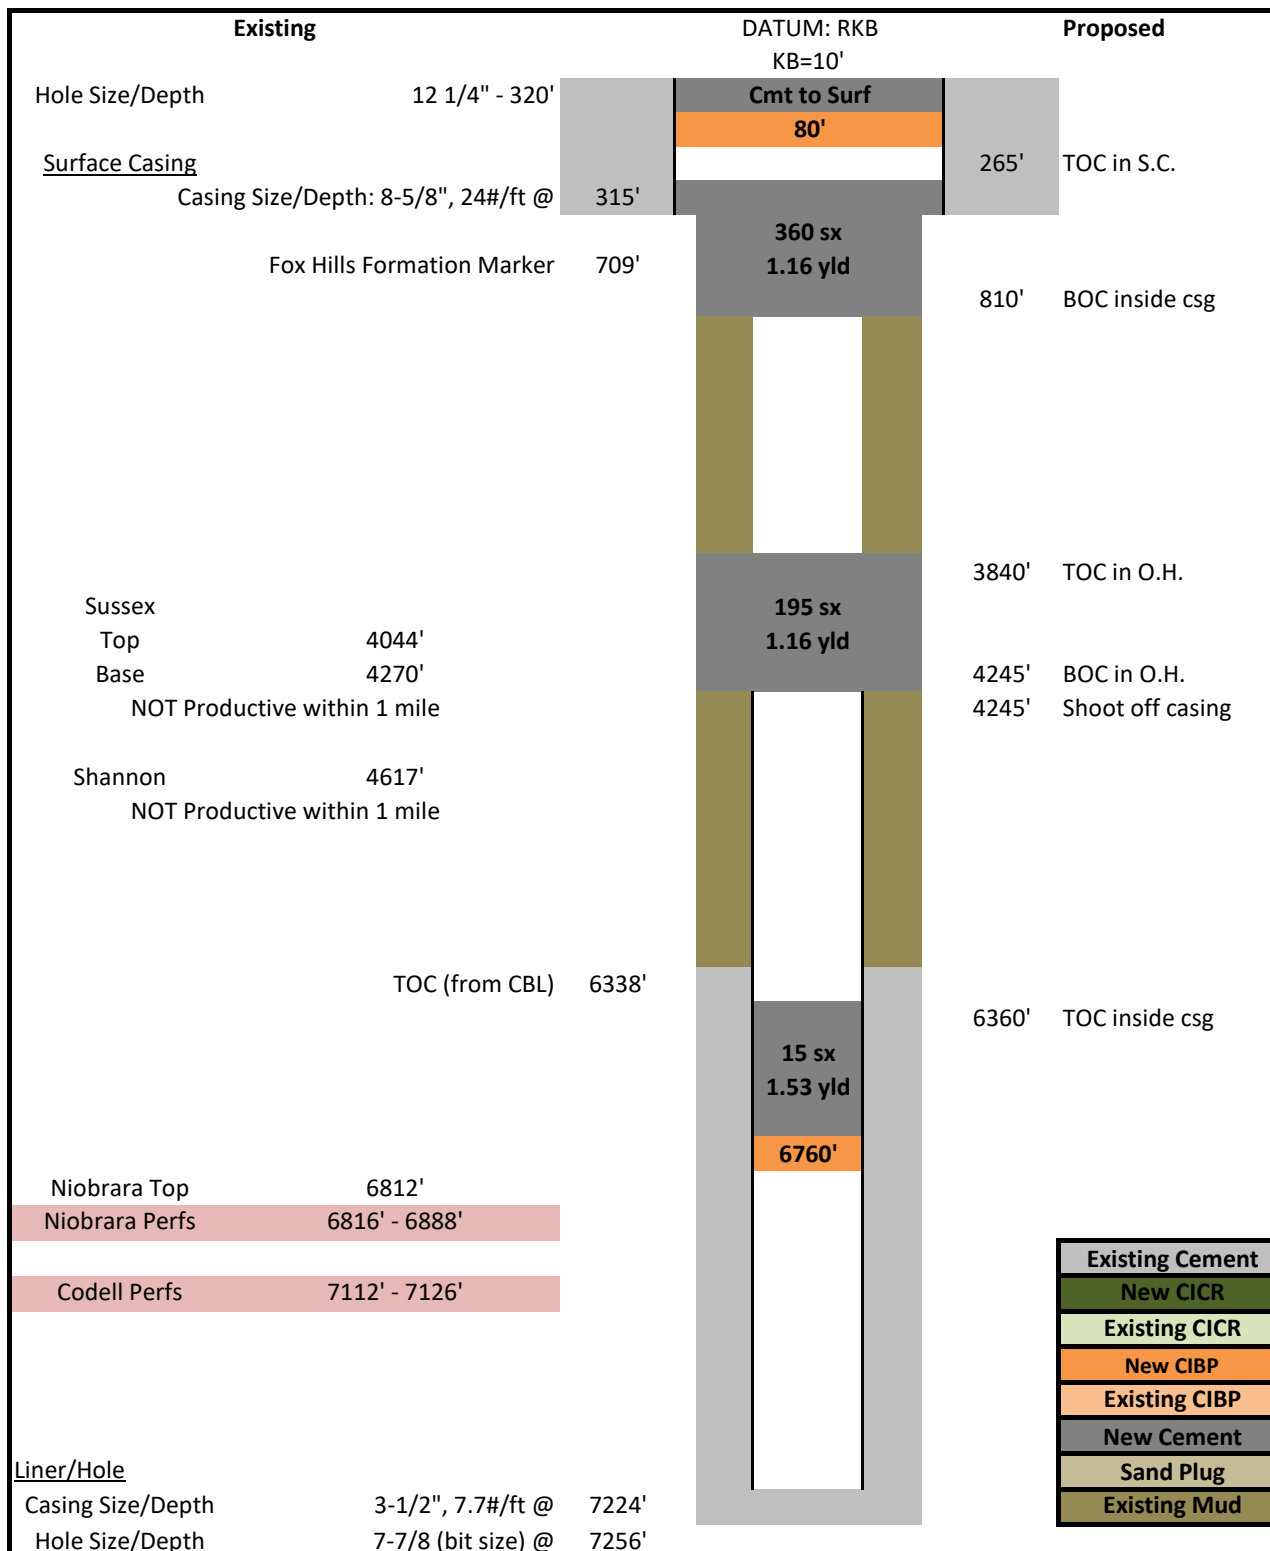 Existing DATUM: RKB Proposed
KB=10'
Hole Size/Depth 12 1/4" - 320' Cmt to Surf
80'
Surface Casing 265' TOC in S.C.
Casing Size/Depth: 8-5/8", 24#/ft @ 315'
360 sx
Fox Hills Formation Marker 709' 1.16 yld
810' BOC inside csg
3840' TOC in O.H.
Sussex 195 sx
Top 4044' 1.16 yld
Base 4270' 4245' BOC in O.H.
NOT Productive within 1 mile 4245' Shoot off casing
Shannon 4617'
NOT Productive within 1 mile
TOC (from CBL) 6338'
6360' TOC inside csg
15 sx
1.53 yld
6760'
Niobrara Top 6812'
Niobrara Perfs 6816' - 6888'
Existing Cement
Codell Perfs 7112' - 7126' New CICR
Existing CICR
New CIBP
Existing CIBP
New Cement
Liner/Hole Sand Plug
Casing Size/Depth 3-1/2", 7.7#/ft @ 7224' Existing Mud
Hole Size/Depth 7-7/8 (bit size) @ 7256'